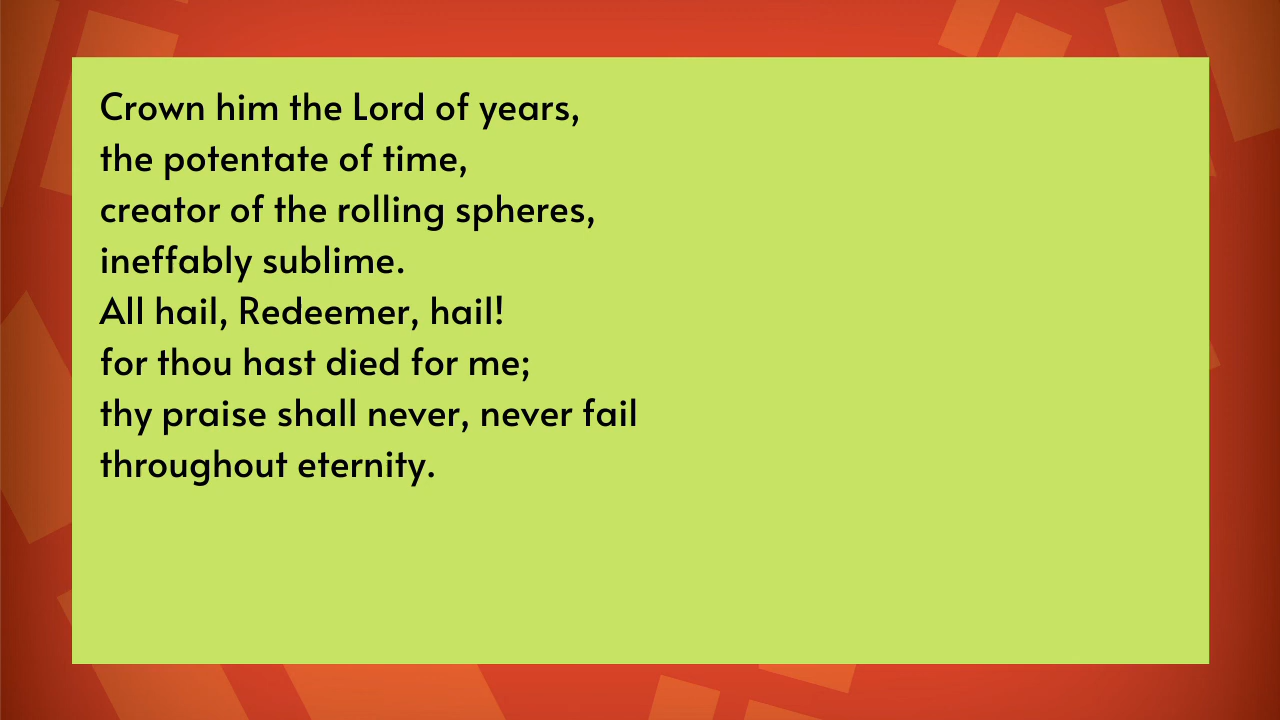 Crown him the Lord of years,
the potentate of time,
creator of the rolling spheres,
ineffably sublime.
All hail, Redeemer, hail!
for thou hast died for me;
thy praise shall never, never fail
throughout eternity.